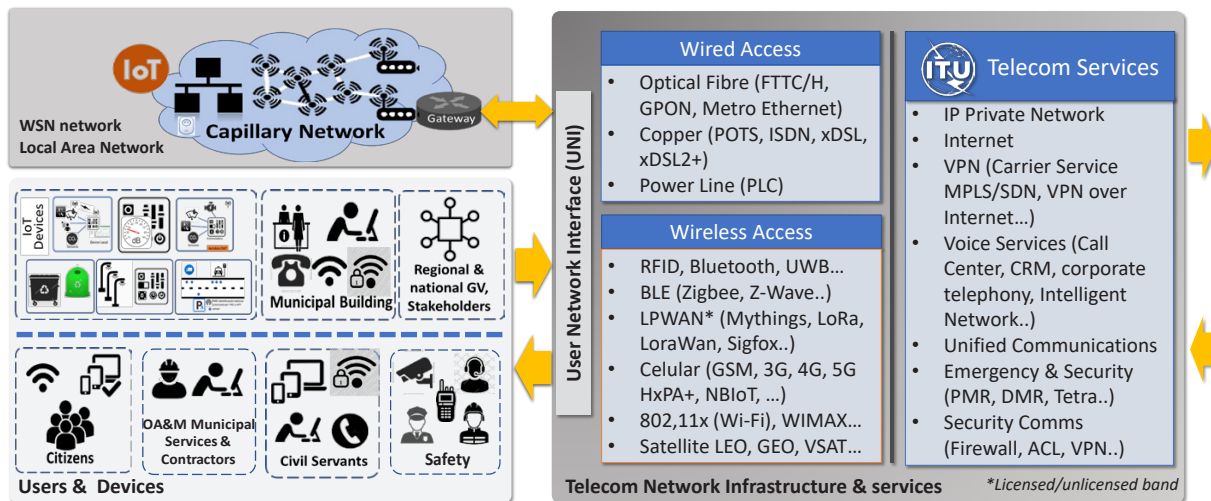 IoT
WSN network
Local Area Network
Capillary Network
Gateway
IoT
Devices
dB
Municipal Building
Regional &
national GV,
Stakeholders
Citizens
OA&M Municipal
Services &
Contractors
Civil Servants
Safety
Users & Devices
User Network Interface (UNI)
Wired Access
• Optical Fibre (FTTC/H,
GPON, Metro Ethernet)
• Copper (POTS, ISDN, xDSL,
xDSL2+)
• Power Line (PLC)
Wireless Access
• RFID, Bluetooth, UWB…
• BLE (Zigbee, Z-Wave..)
• LPWAN* (Mythings, LoRa,
LoraWan, Sigfox..)
• Celular (GSM, 3G, 4G, 5G
HxPA+, NBIoT, …)
• 802,11x (Wi-Fi), WIMAX…
• Satellite LEO, GEO, VSAT…
ITU
Telecom Services
• IP Private Network
• Internet
• VPN (Carrier Service
MPLS/SDN, VPN over
Internet…)
• Voice Services (Call
Center, CRM, corporate
telephony, Intelligent
Network..)
• Unified Communications
• Emergency & Security
(PMR, DMR, Tetra..)
• Security Comms
(Firewall, ACL, VPN..)
Telecom Network Infrastructure & services
*Licensed/unlicensed band